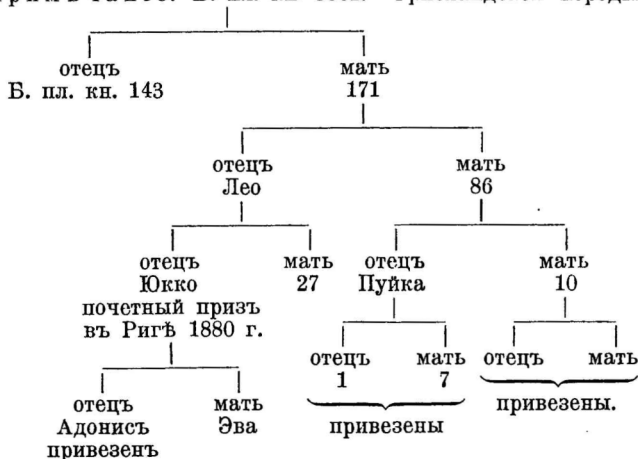 отецъ мать
Б. пл. кн. 143 171
отецъ мать
Лео 86
отецъ мать отецъ мать
Юкко 27 Пуйка 10
почетный призъ
въ Ригѣ 1880 г.
отецъ мать отецъ мать
1 7
отецъ мать привезены.
Адонисъ Эва привезены
привезенъ